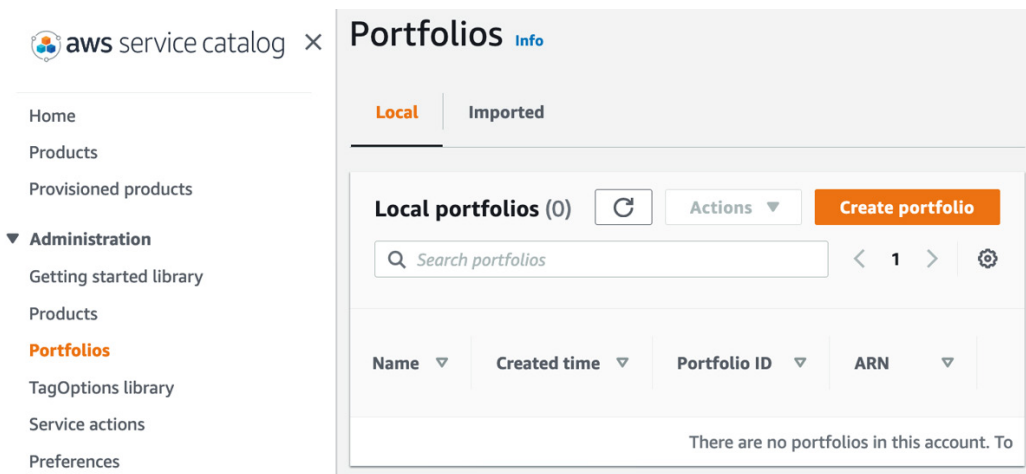 aws service catalog
Home
Products
Provisioned products
Administration
Getting started library
Products
Portfolios
TagOptions library
Service actions
Preferences
Portfolios Info
Local Imported
Local portfolios (0) Actions Create portfolio
Search portfolios 1
Name Created time Portfolio ID ARN
There are no portfolios in this account. To